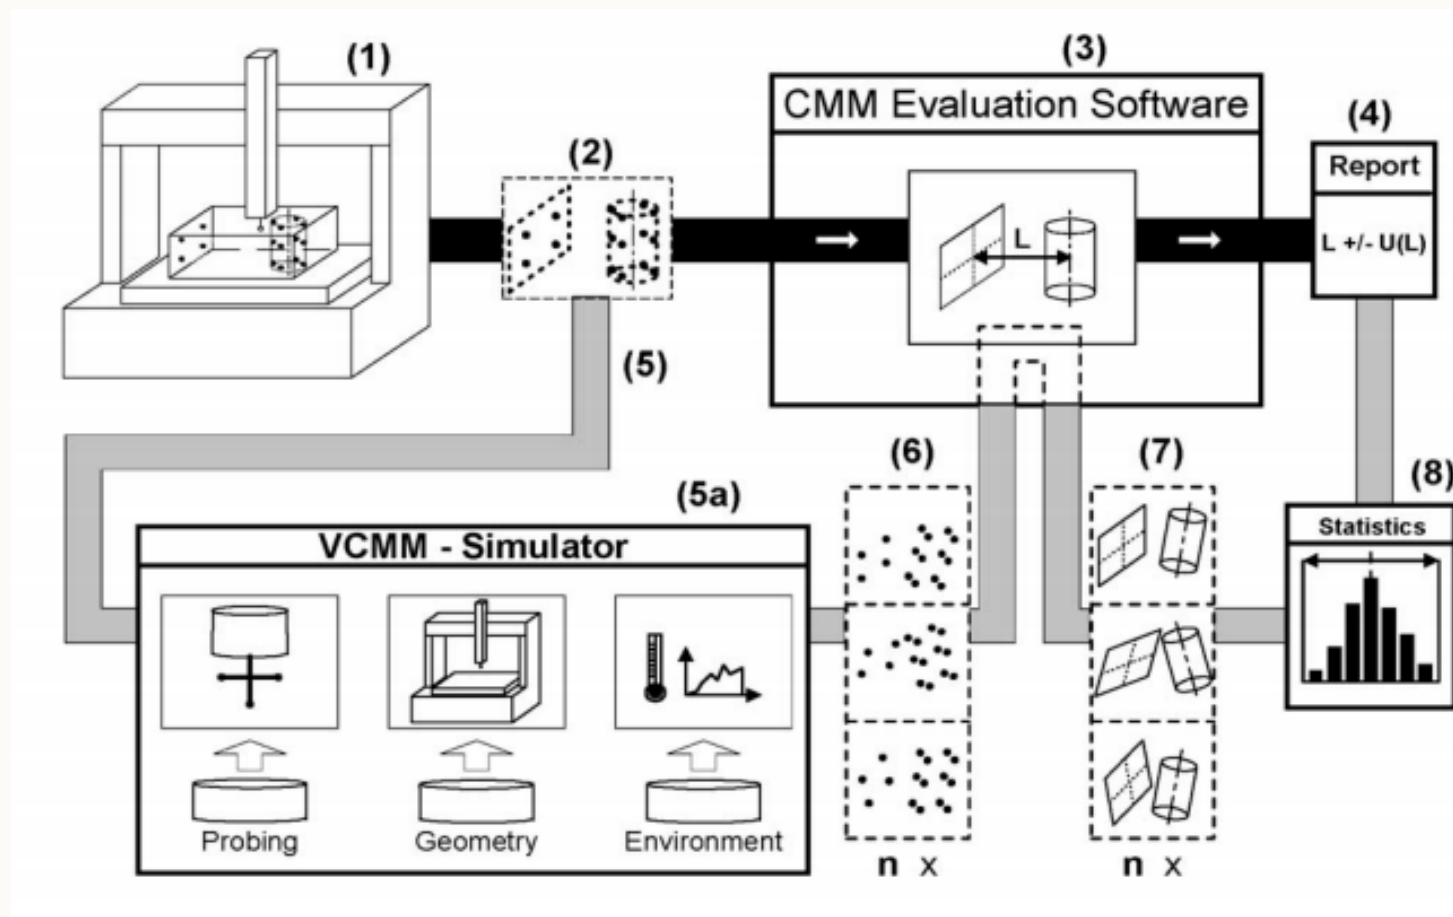 (1)
(2)
(3)
CMM Evaluation Software
L
(4)
Report
L +/- U(L)
(5)
(5a)
VCMM - Simulator
Probing
Geometry
Environment
(6)
n x
(7)
n x
(8)
Statistics